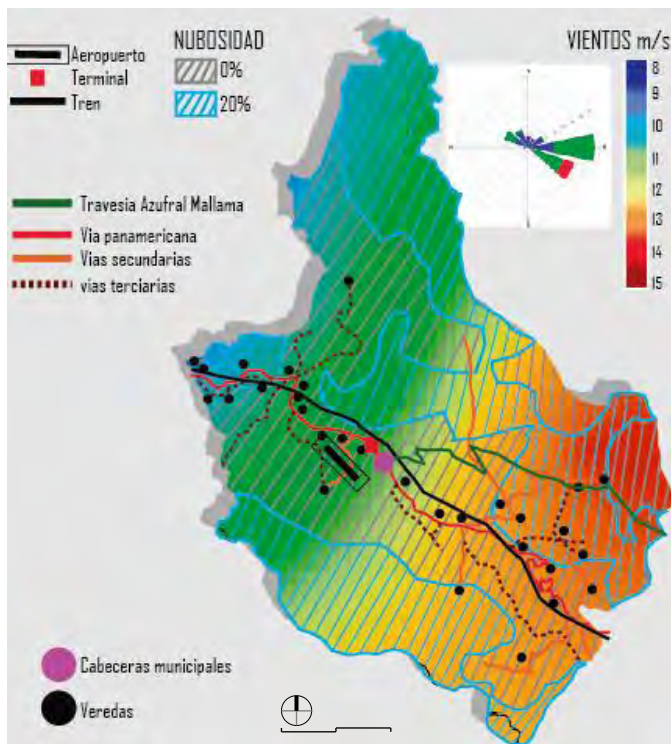 Aeropuerto
Terminal
Tren
NUBOSIDAD
0%
20%
VIENTOS m/s
8
9
10
11
12
13
14
15
Travesia Azufral Mallama
Via panamericana
Vias secundarias
vias terciarias
Cabeceras municipales
Veredas